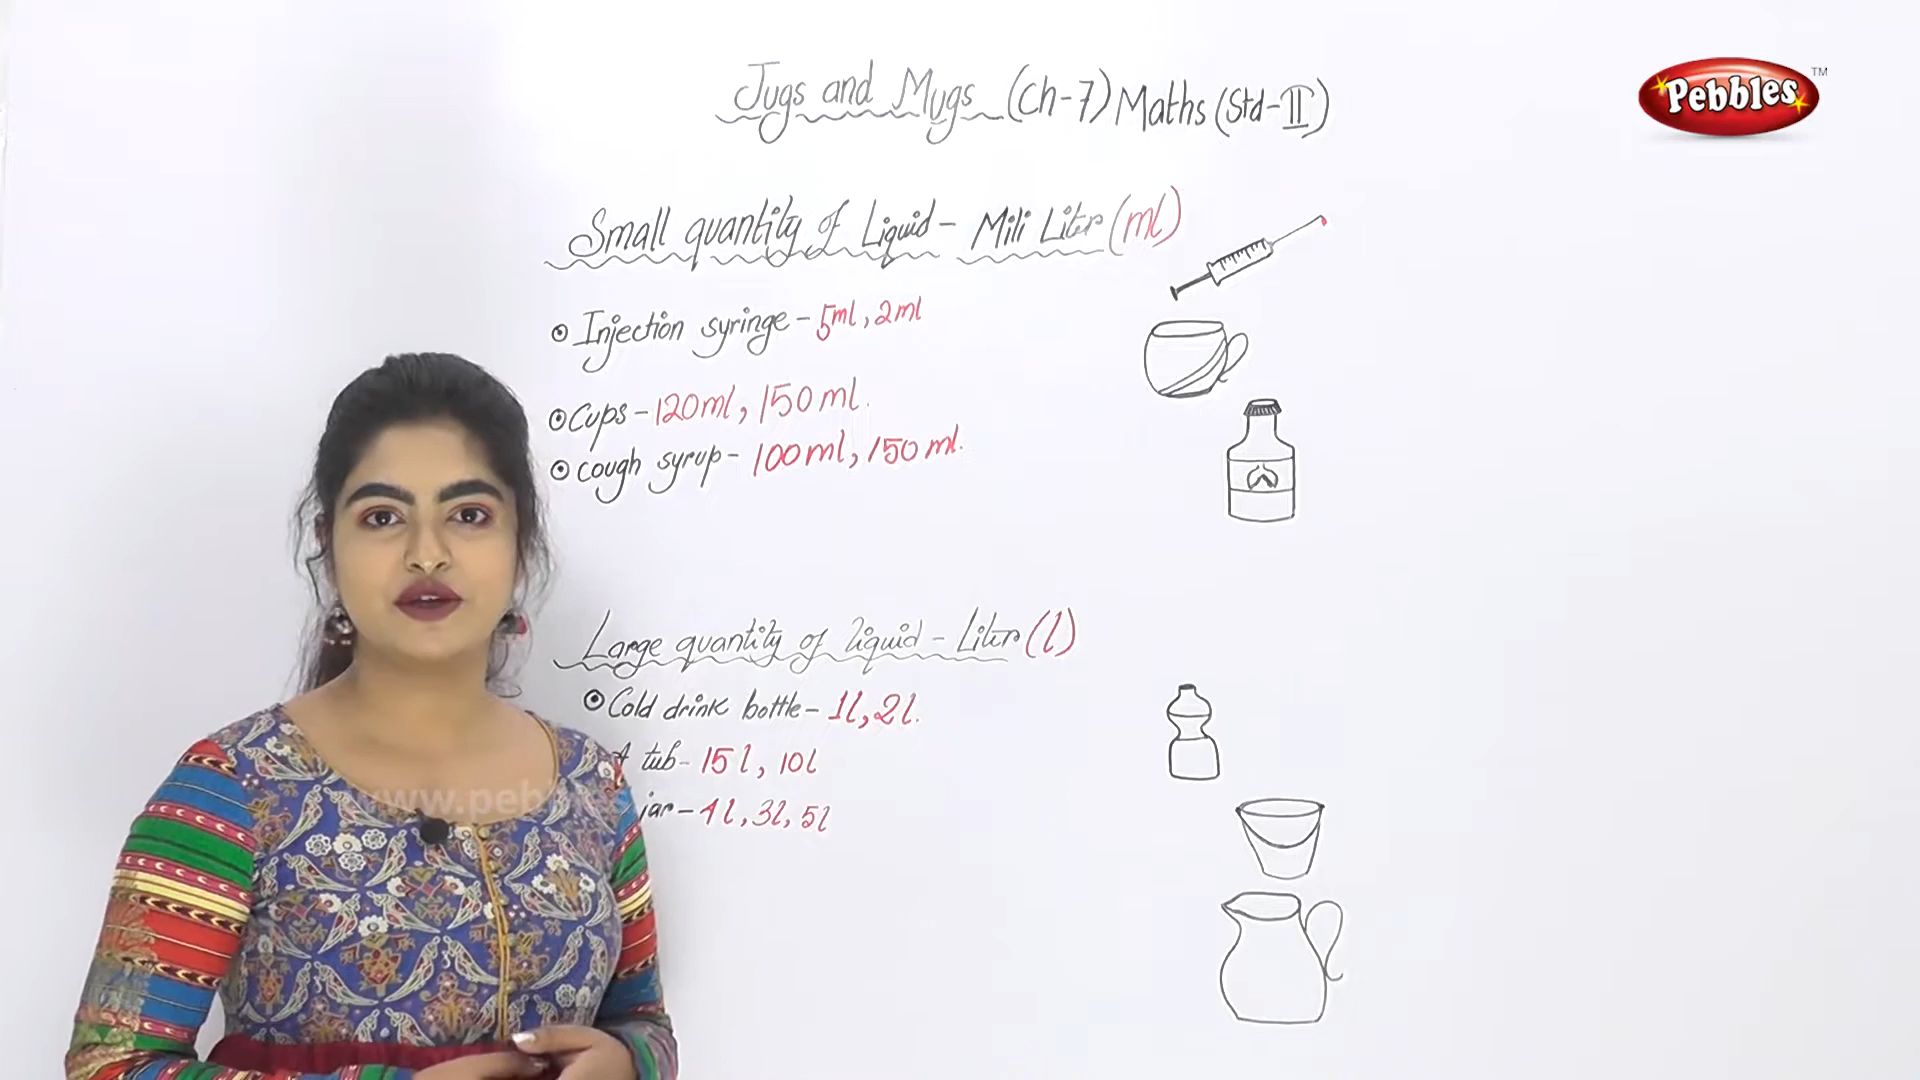 Jugs and Mugs (Ch-7) Maths (Std-II)
Pebbles TM
Small quantity of Liquid - Mili Liter (ml)
Injection syringe - 5ml, 2ml
Cups - 120ml, 150ml.
Cough syrup - 100ml, 150ml.
Large quantity of liquid - Liter (l)
Cold drink bottle - 1l, 2l.
tub - 15l, 10l
jar - 4l, 3l, 5l